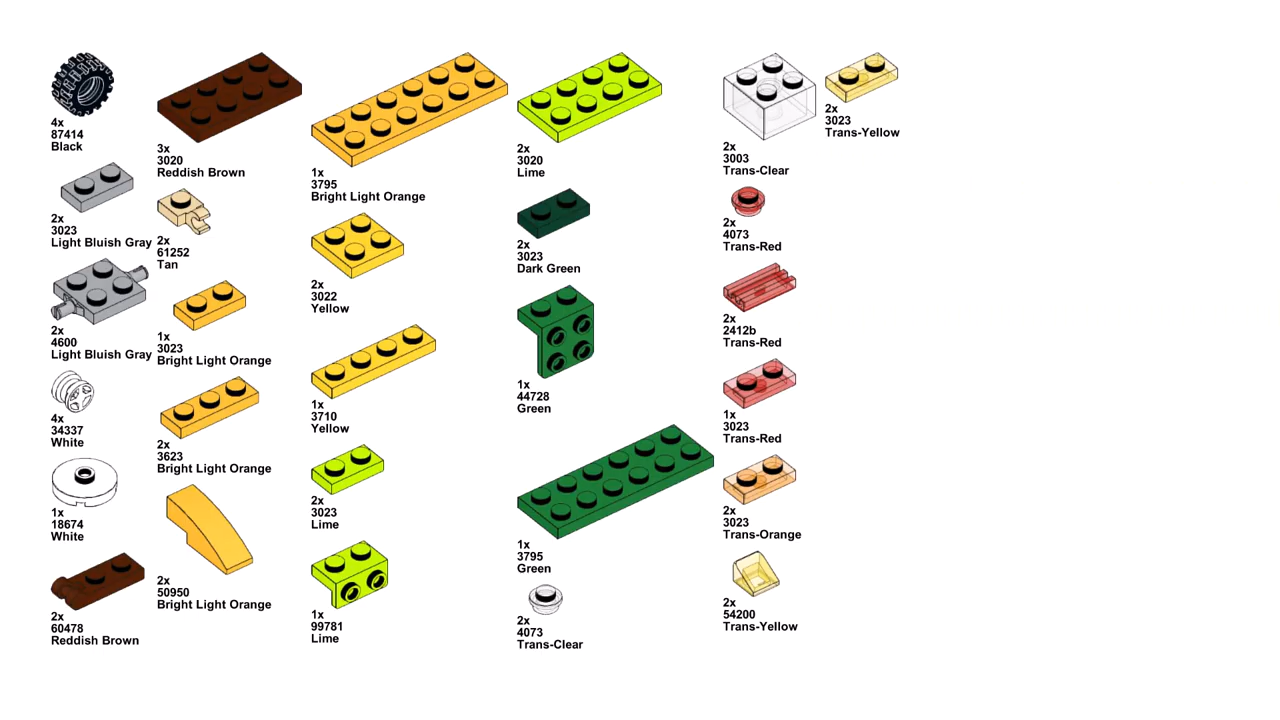 4x
87414
Black
2x
3023
Light Bluish Gray
2x
4600
Light Bluish Gray
4x
34337
White
1x
18674
White
2x
60478
Reddish Brown
3x
3020
Reddish Brown
2x
61252
Tan
1x
3023
Bright Light Orange
2x
3623
Bright Light Orange
2x
50950
Bright Light Orange
1x
3795
Bright Light Orange
2x
3022
Yellow
1x
3710
Yellow
2x
3023
Lime
1x
99781
Lime
2x
3020
Lime
2x
3023
Dark Green
1x
44728
Green
1x
3795
Green
2x
4073
Trans-Clear
2x
3003
Trans-Clear
2x
4073
Trans-Red
2x
2412b
Trans-Red
1x
3023
Trans-Red
2x
3023
Trans-Orange
2x
54200
Trans-Yellow
2x
3023
Trans-Yellow